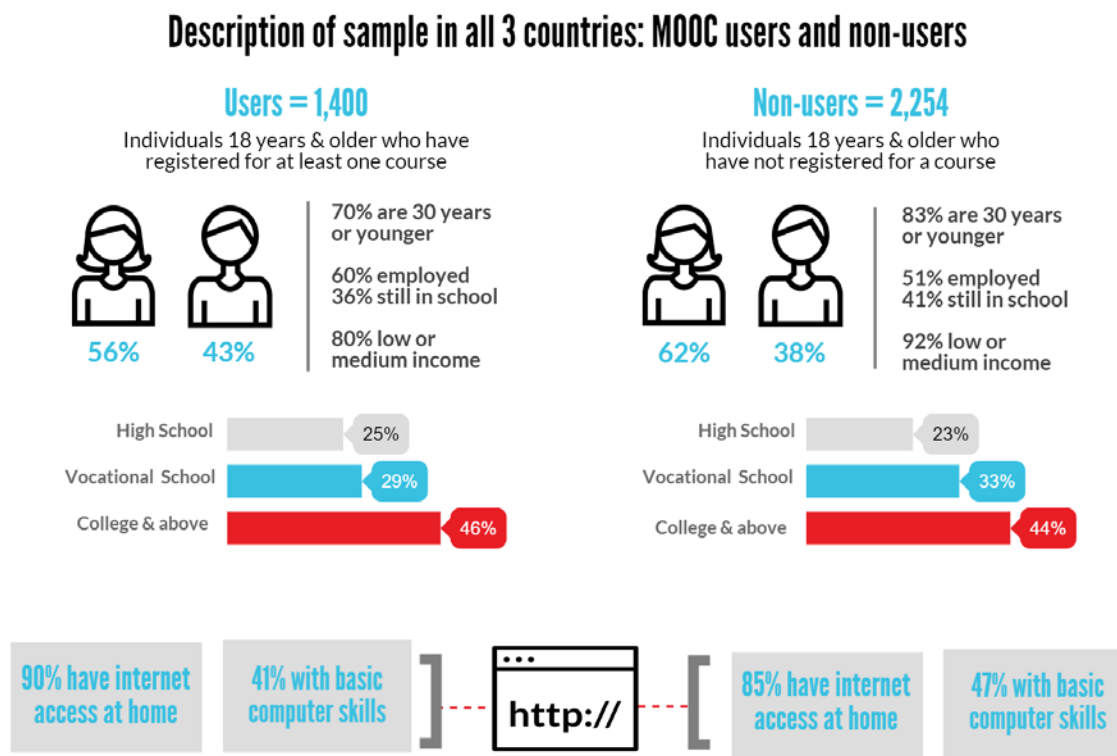 Description of sample in all 3 countries: MOOC users and non-users
Users = 1,400
Individuals 18 years & older who have
registered for at least one course
56%
43%
70% are 30 years
or younger
60% employed
36% still in school
80% low or
medium income
High School
25%
Vocational School
29%
College & above
46%
Non-users = 2,254
Individuals 18 years & older who
have not registered for a course
62%
38%
83% are 30 years
or younger
51% employed
41% still in school
92% low or
medium income
High School
23%
Vocational School
33%
College & above
44%
90% have internet
access at home
41% with basic
computer skills
http://
85% have internet
access at home
47% with basic
computer skills